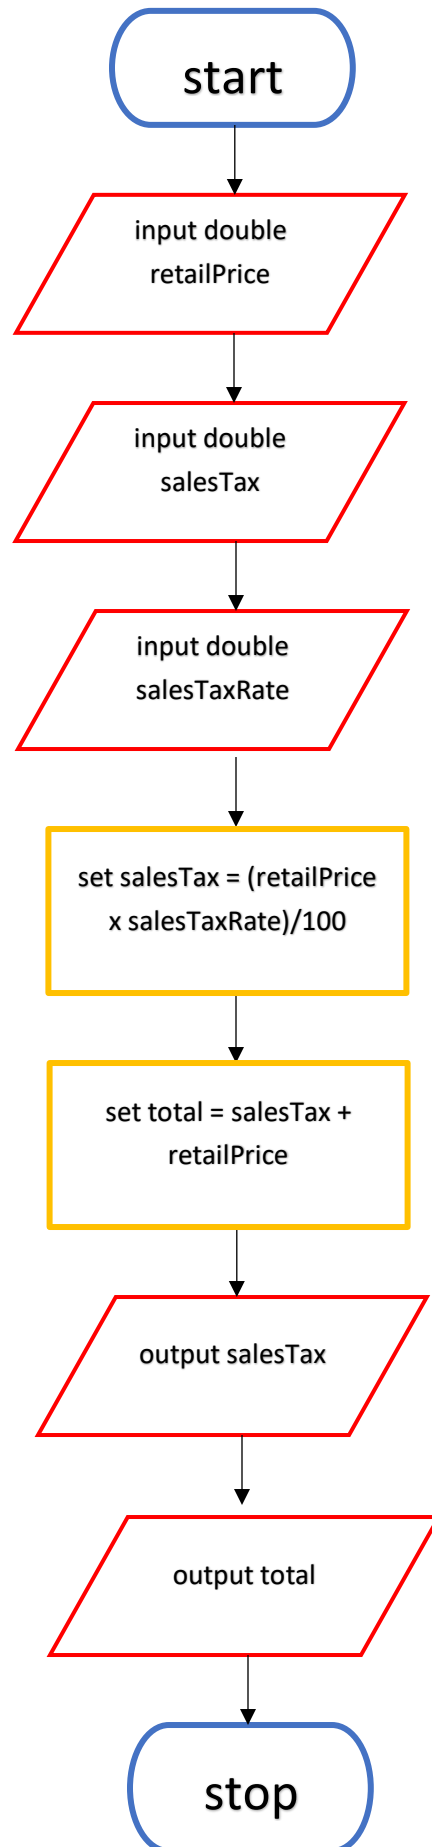 start
input double
retailPrice
input double
salesTax
input double
salesTaxRate
set salesTax = (retailPrice
x salesTaxRate)/100
set total = salesTax +
retailPrice
output salesTax
output total
stop